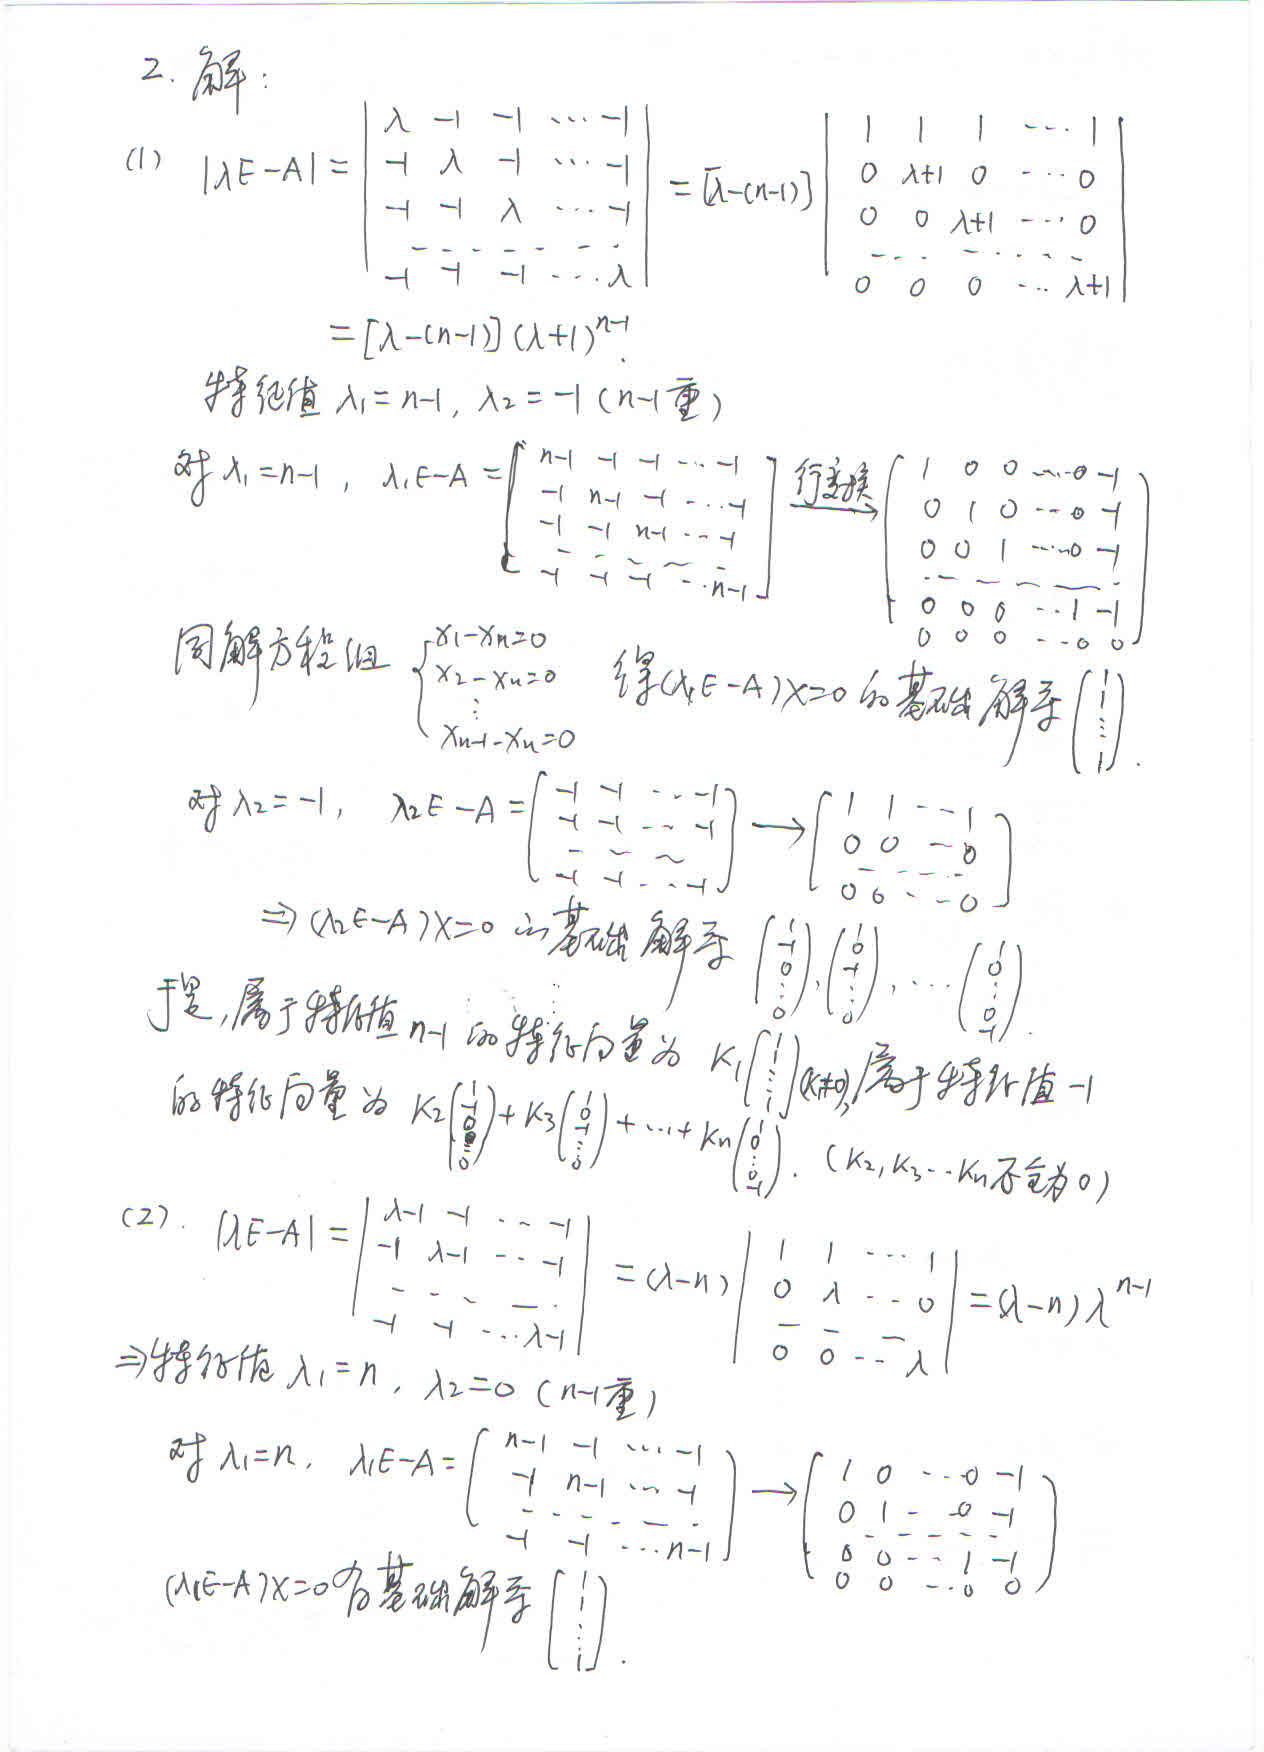 2. 解:
(1) |λE-A| = | λ -1 -1 … -1 ; -1 λ -1 … -1 ; -1 -1 λ … -1 ; - - - - - - ; -1 -1 -1 … λ | = [λ-(n-1)] | 1 1 1 … 1 ; 0 λ+1 0 … 0 ; 0 0 λ+1 … 0 ; - - - - - - ; 0 0 0 … λ+1 |
= [λ-(n-1)] (λ+1)^{n-1}.
特征值 λ₁=n-1, λ₂=-1 (n-1重)
对 λ₁=n-1, λ₁E-A = [ n-1 -1 -1 … -1 ; -1 n-1 -1 … -1 ; -1 -1 n-1 … -1 ; - - - - - ; -1 -1 -1 … n-1 ] 行变换→ ( 1 0 0 … 0 -1 ; 0 1 0 … 0 -1 ; 0 0 1 … 0 -1 ; - - - - - ; 0 0 0 … 1 -1 ; 0 0 0 … 0 0 )
同解方程组 { x₁-xₙ=0 ; x₂-xₙ=0 ; ⋮ ; xₙ₋₁-xₙ=0 得(λ₁E-A)X=0 的基础解系 ( 1 ; 1 ; ⋮ ; 1 ).
对 λ₂=-1, λ₂E-A = ( -1 -1 … -1 ; -1 -1 … -1 ; - - - ; -1 -1 … -1 ) → ( 1 1 … 1 ; 0 0 … 0 ; - - - - ; 0 0 … 0 )
⇒ (λ₂E-A)X=0 的基础解系 ( 1 ; -1 ; 0 ; ⋮ ; 0 ), ( 1 ; 0 ; -1 ; ⋮ ; 0 ), … ( 1 ; 0 ; ⋮ ; 0 ; -1 ).
于是,属于特征值 n-1 的特征向量为 K₁( 1 ; 1 ; ⋮ ; 1 )(K₁≠0), 属于特征值 -1
的特征向量为 K₂( 1 ; -1 ; 0 ; ⋮ ; 0 ) + K₃( 1 ; 0 ; -1 ; ⋮ ; 0 ) + … + Kₙ( 1 ; 0 ; ⋮ ; 0 ; -1 ). (K₂,K₃…Kₙ不全为0)
(2). |λE-A| = | λ-1 -1 … -1 ; -1 λ-1 … -1 ; - - - - ; -1 -1 … λ-1 | = (λ-n) | 1 1 … 1 ; 0 λ … 0 ; - - - ; 0 0 … λ | = (λ-n) λ^{n-1}
⇒特征值 λ₁=n, λ₂=0 (n-1重)
对 λ₁=n, λ₁E-A = ( n-1 -1 … -1 ; -1 n-1 … -1 ; - - - - - ; -1 -1 … n-1 ) → ( 1 0 … 0 -1 ; 0 1 … 0 -1 ; - - - - - ; 0 0 … 1 -1 ; 0 0 … 0 0 )
(λ₁E-A)X=0 有基础解系 ( 1 ; 1 ; ⋮ ; 1 ).